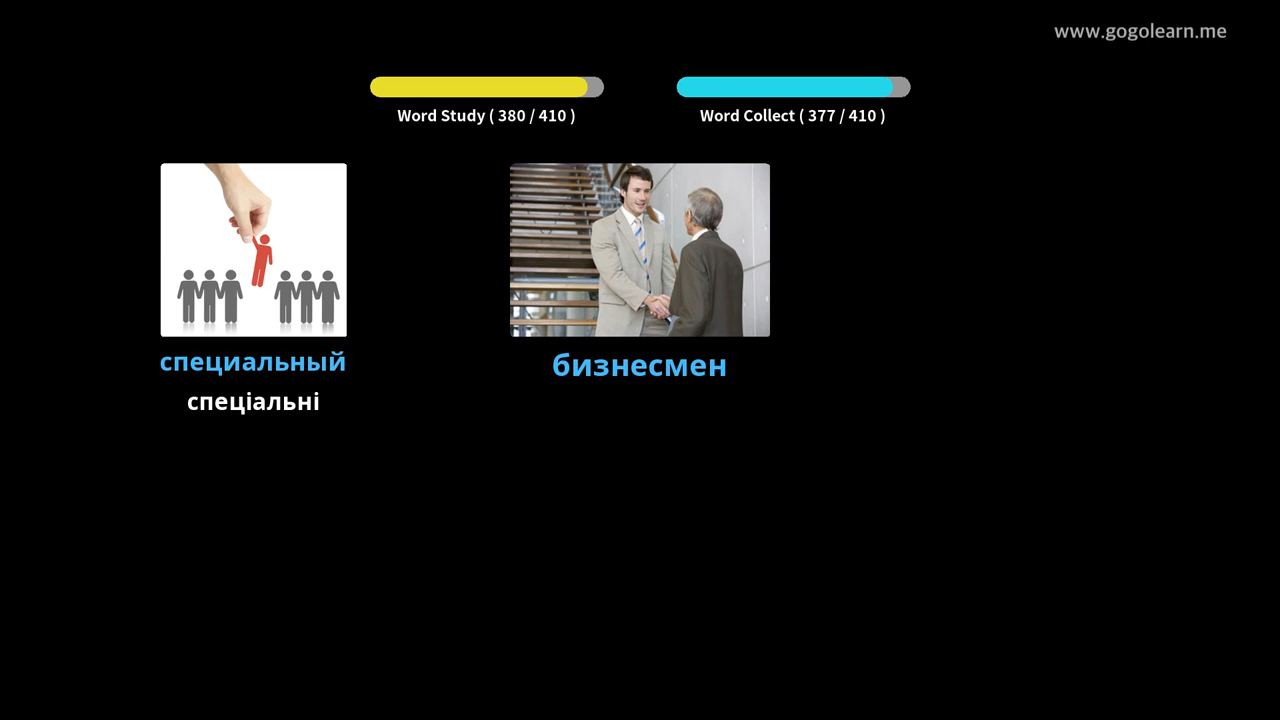 www.gogolearn.me
Word Study ( 380 / 410 )
Word Collect ( 377 / 410 )
специальный
спеціальні
бизнесмен